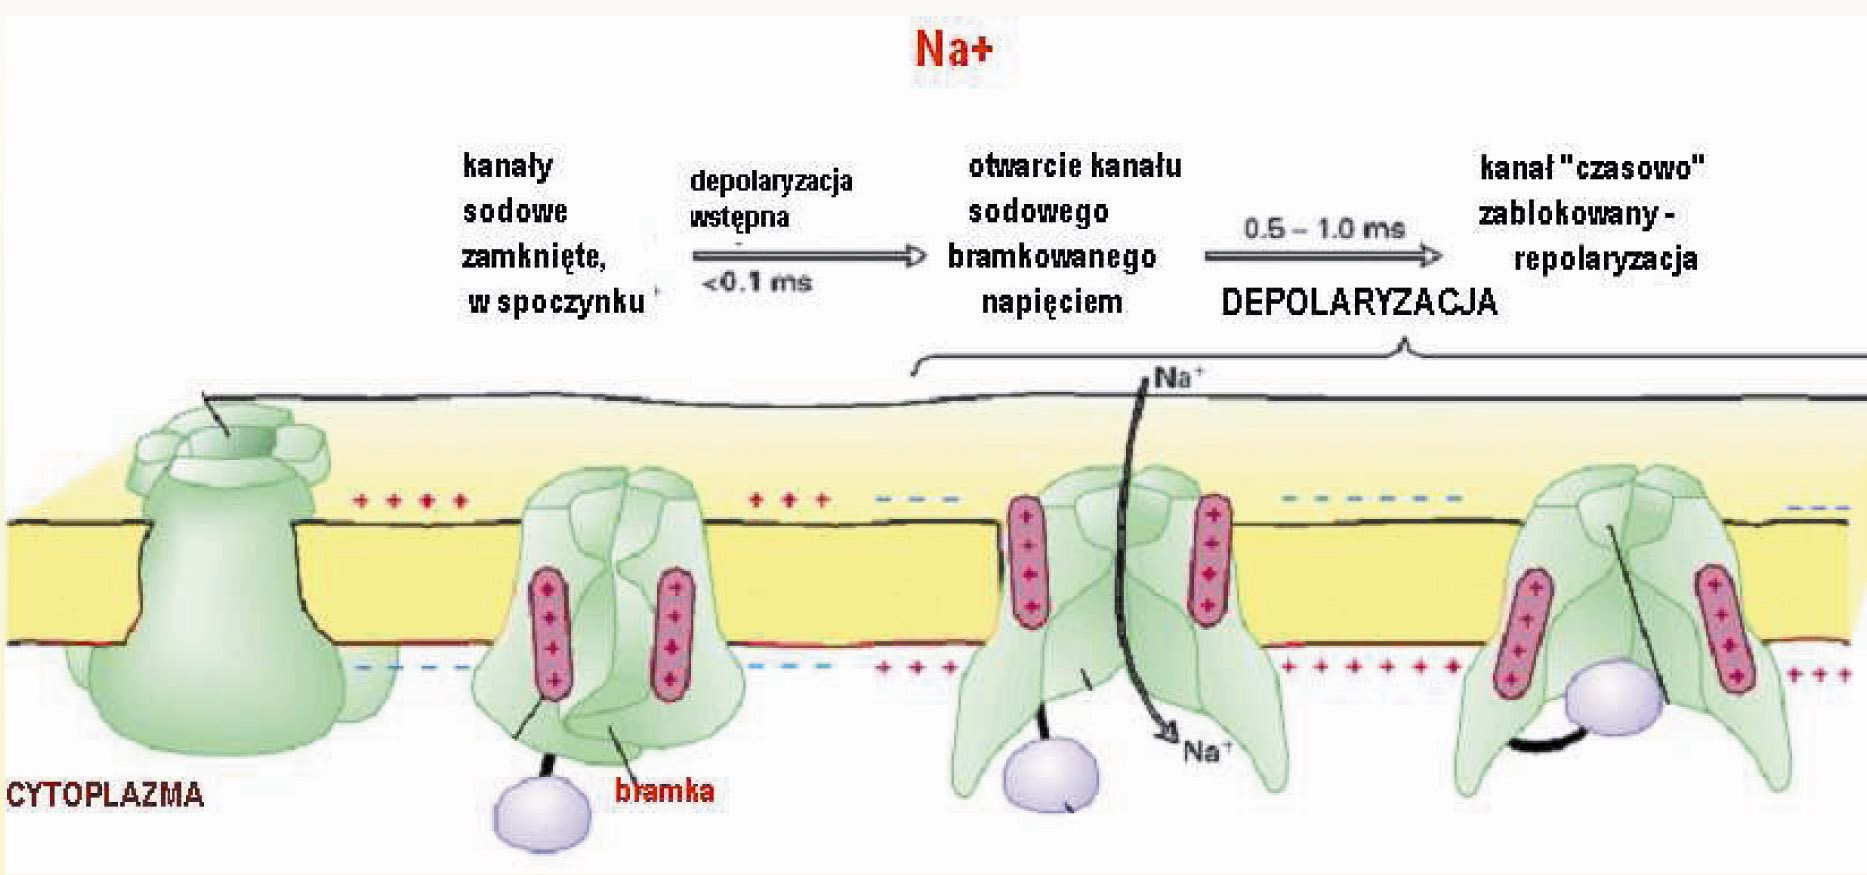 Na+
kanały
sodowe
zamknięte,
w spoczynku
depolaryzacja
wstępna
<0.1 ms
otwarcie kanału
sodowego
bramkowanego
napięciem
0.5 – 1.0 ms
DEPOLARYZACJA
kanał "czasowo"
zablokowany -
repolaryzacja
Na⁺
+ + + +
+ + +
- - -
- - - - - -
- - -
- - - -
- - -
+ + +
+ + + + + +
+ + +
Na⁺
CYTOPLAZMA
bramka